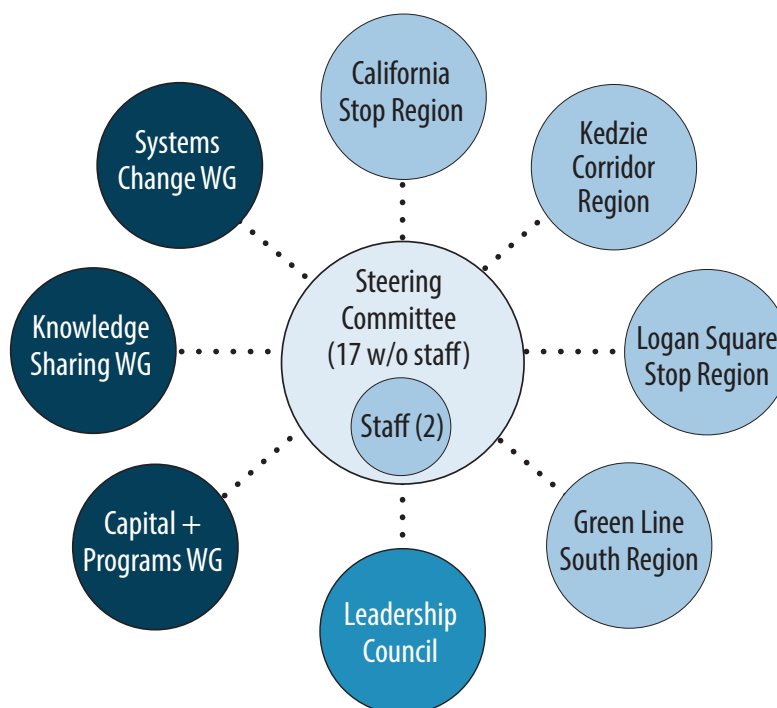 California
Stop Region
Systems
Change WG
Kedzie
Corridor
Region
Steering
Committee
(17 w/o staff)
Staff (2)
Knowledge
Sharing WG
Logan Square
Stop Region
Capital +
Programs WG
Green Line
South Region
Leadership
Council